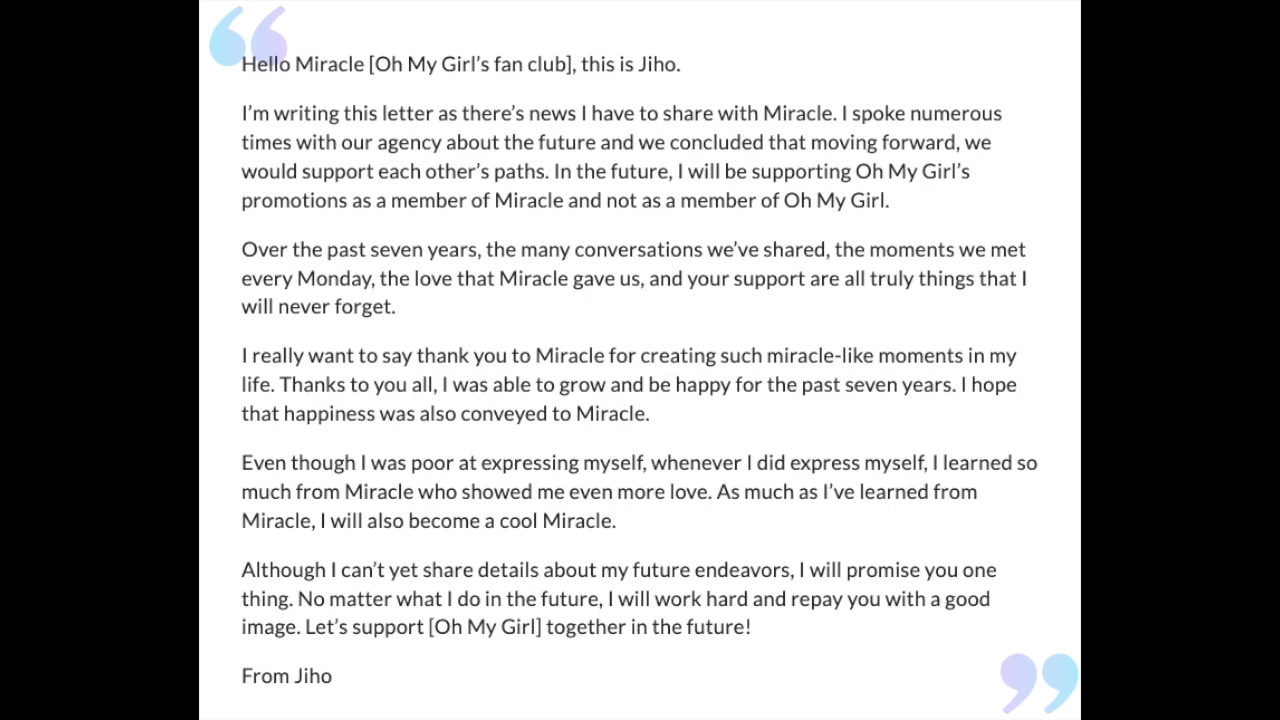 Hello Miracle [Oh My Girl’s fan club], this is Jiho.
I’m writing this letter as there’s news I have to share with Miracle. I spoke numerous
times with our agency about the future and we concluded that moving forward, we
would support each other’s paths. In the future, I will be supporting Oh My Girl’s
promotions as a member of Miracle and not as a member of Oh My Girl.
Over the past seven years, the many conversations we’ve shared, the moments we met
every Monday, the love that Miracle gave us, and your support are all truly things that I
will never forget.
I really want to say thank you to Miracle for creating such miracle-like moments in my
life. Thanks to you all, I was able to grow and be happy for the past seven years. I hope
that happiness was also conveyed to Miracle.
Even though I was poor at expressing myself, whenever I did express myself, I learned so
much from Miracle who showed me even more love. As much as I’ve learned from
Miracle, I will also become a cool Miracle.
Although I can’t yet share details about my future endeavors, I will promise you one
thing. No matter what I do in the future, I will work hard and repay you with a good
image. Let’s support [Oh My Girl] together in the future!
From Jiho